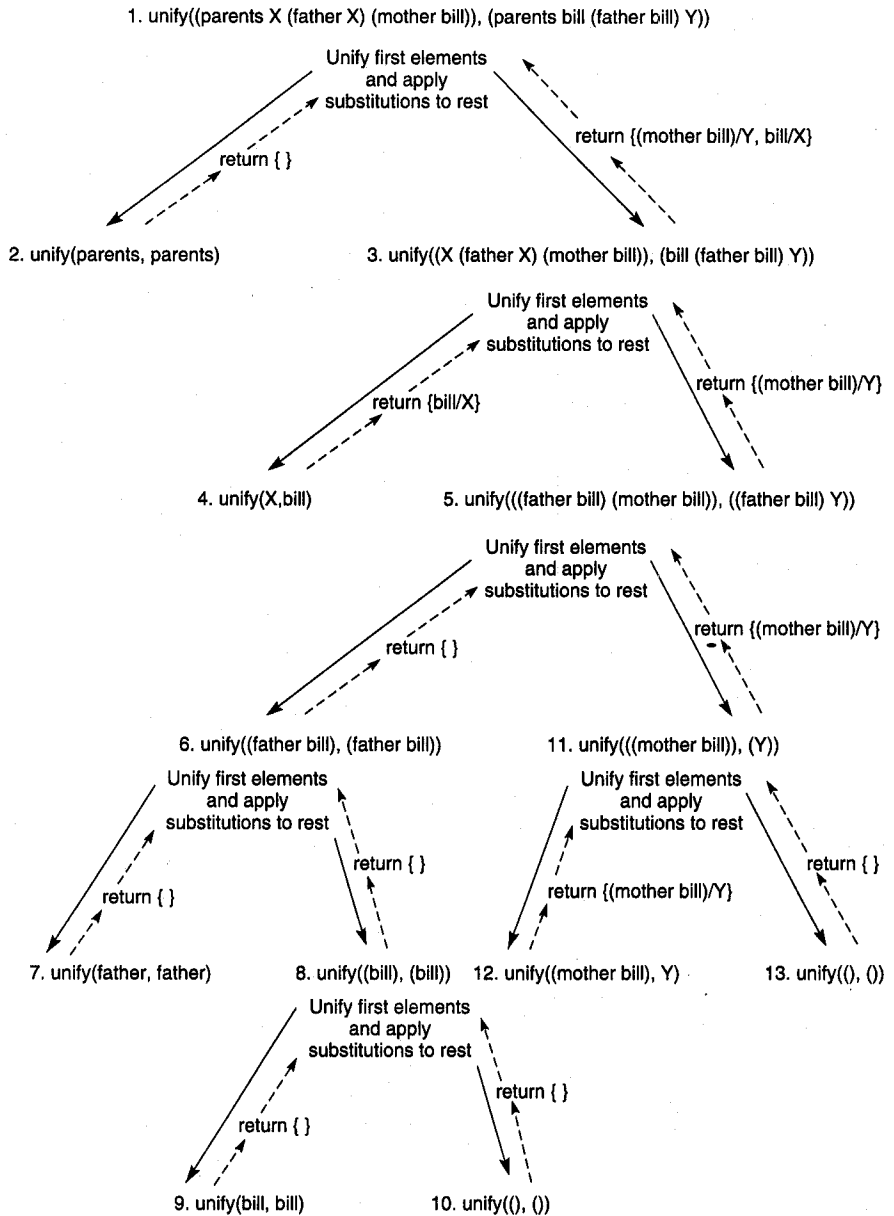 1. unify((parents X (father X) (mother bill)), (parents bill (father bill) Y))
Unify first elements
and apply
substitutions to rest
return { }
return {(mother bill)/Y, bill/X}
2. unify(parents, parents)
3. unify((X (father X) (mother bill)), (bill (father bill) Y))
Unify first elements
and apply
substitutions to rest
return {bill/X}
return {(mother bill)/Y}
4. unify(X,bill)
5. unify(((father bill) (mother bill)), ((father bill) Y))
Unify first elements
and apply
substitutions to rest
return { }
return {(mother bill)/Y}
6. unify((father bill), (father bill))
11. unify(((mother bill)), (Y))
Unify first elements
and apply
substitutions to rest
Unify first elements
and apply
substitutions to rest
return { }
return { }
return {(mother bill)/Y}
return { }
7. unify(father, father)
8. unify((bill), (bill))
12. unify((mother bill), Y)
13. unify((), ())
Unify first elements
and apply
substitutions to rest
return { }
return { }
9. unify(bill, bill)
10. unify((), ())